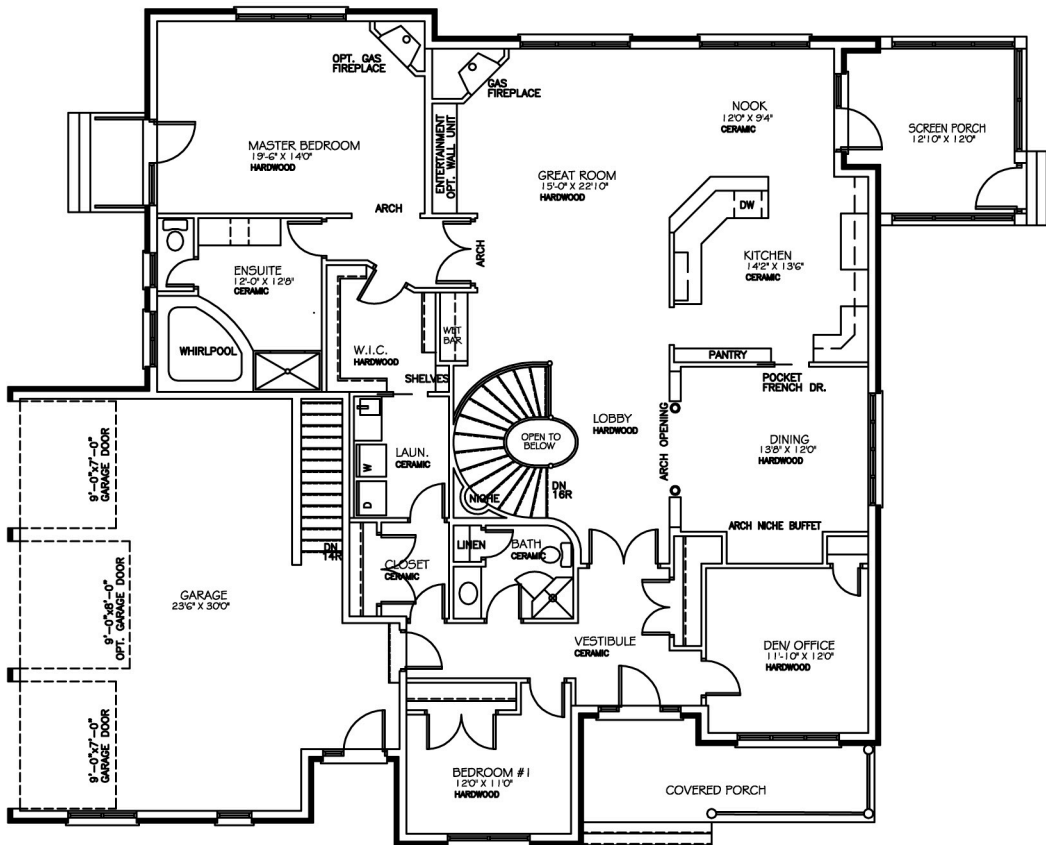 OPT. GAS
FIREPLACE
GAS
FIREPLACE
NOOK
12'0" X 9'4"
CERAMIC
SCREEN PORCH
12'10" X 12'0"
MASTER BEDROOM
19'-6" X 14'0"
HARDWOOD
ENTERTAINMENT
OPT. WALL UNIT
GREAT ROOM
15'-0" X 22'10"
HARDWOOD
ARCH
DW
ARCH
KITCHEN
14'2" X 13'6"
CERAMIC
ENSUITE
12'-0" X 12'8"
CERAMIC
WHIRLPOOL
W.I.C.
HARDWOOD
WET
BAR
SHELVES
PANTRY
POCKET
FRENCH DR.
LOBBY
HARDWOOD
ARCH OPENING
OPEN TO
BELOW
DINING
13'8" X 12'0"
HARDWOOD
9'-0"x7'-0"
GARAGE DOOR
LAUN.
CERAMIC
W
D
NICHE
DN
16R
ARCH NICHE BUFFET
DN
14R
LINEN
BATH
CERAMIC
CLOSET
CERAMIC
GARAGE
23'6" X 30'0"
9'-0"x8'-0"
OPT. GARAGE DOOR
VESTIBULE
CERAMIC
DEN/ OFFICE
11'-10" X 12'0"
HARDWOOD
9'-0"x7'-0"
GARAGE DOOR
BEDROOM #1
12'0" X 11'0"
HARDWOOD
COVERED PORCH